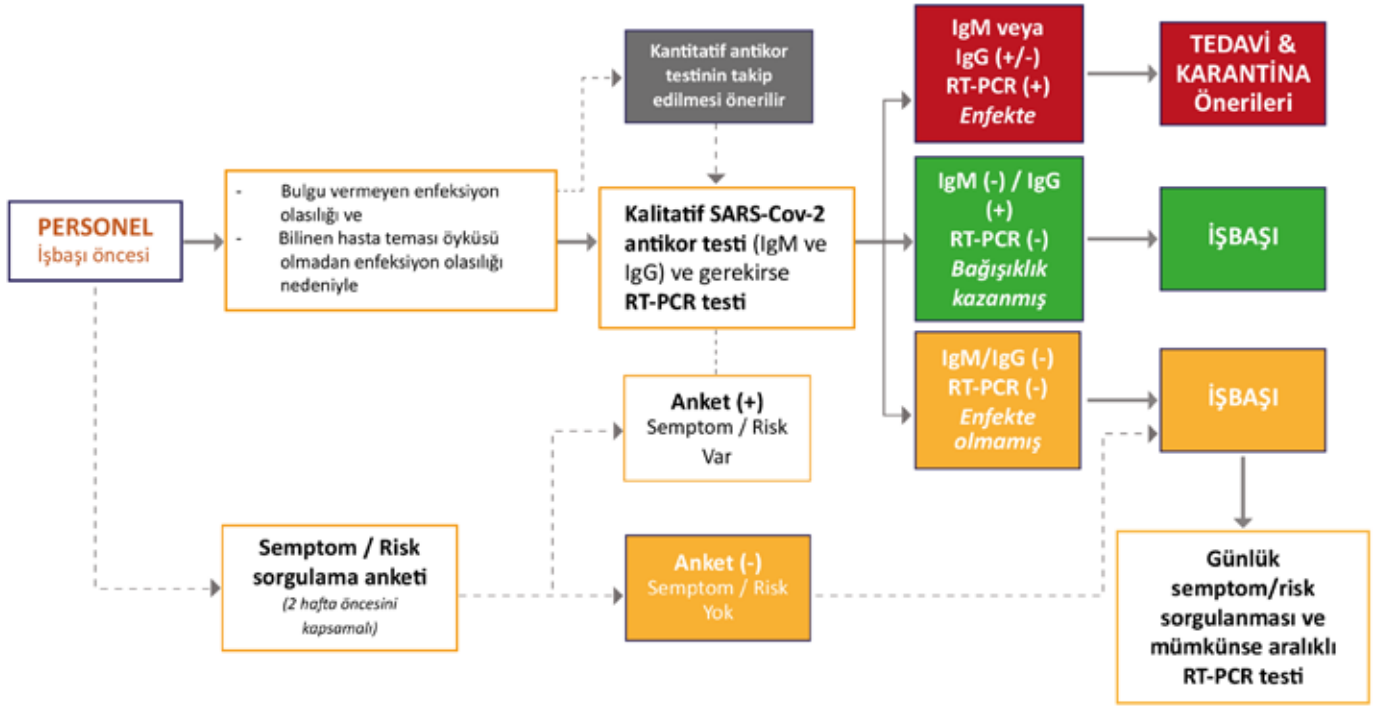 PERSONEL
İşbaşı öncesi
- Bulgu vermeyen enfeksiyon
olasılığı ve
- Bilinen hasta teması öyküsü
olmadan enfeksiyon olasılığı
nedeniyle
Kantitatif antikor
testinin takip
edilmesi önerilir
Kalitatif SARS-Cov-2
antikor testi (IgM ve
IgG) ve gerekirse
RT-PCR testi
IgM veya
IgG (+/-)
RT-PCR (+)
Enfekte
TEDAVİ &
KARANTİNA
Önerileri
IgM (-) / IgG
(+)
RT-PCR (-)
Bağışıklık
kazanmış
İŞBAŞI
IgM/IgG (-)
RT-PCR (-)
Enfekte
olmamış
İŞBAŞI
Anket (+)
Semptom / Risk
Var
Semptom / Risk
sorgulama anketi
(2 hafta öncesini
kapsamalı)
Anket (-)
Semptom / Risk
Yok
Günlük
semptom/risk
sorgulanması ve
mümkünse aralıklı
RT-PCR testi